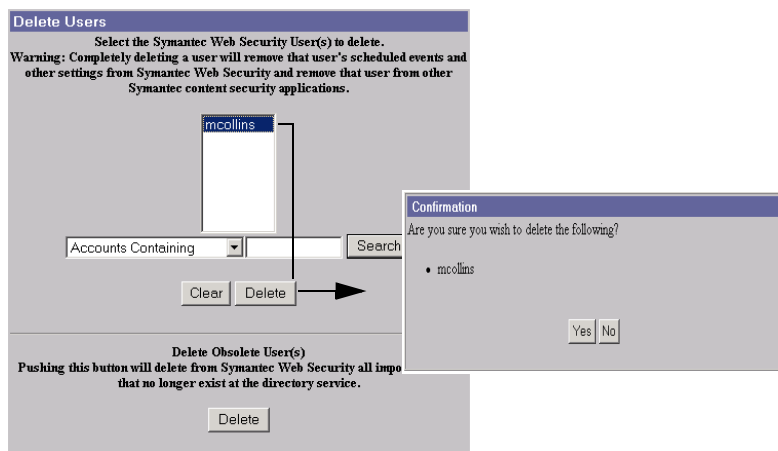 Delete Users
Select the Symantec Web Security User(s) to delete.
Warning: Completely deleting a user will remove that user's scheduled events and
other settings from Symantec Web Security and remove that user from other
Symantec content security applications.
mcollins
Accounts Containing
Search
Clear
Delete
Delete Obsolete User(s)
Pushing this button will delete from Symantec Web Security all
that no longer exist at the directory service.
Delete
Confirmation
Are you sure you wish to delete the following?
• mcollins
Yes
No